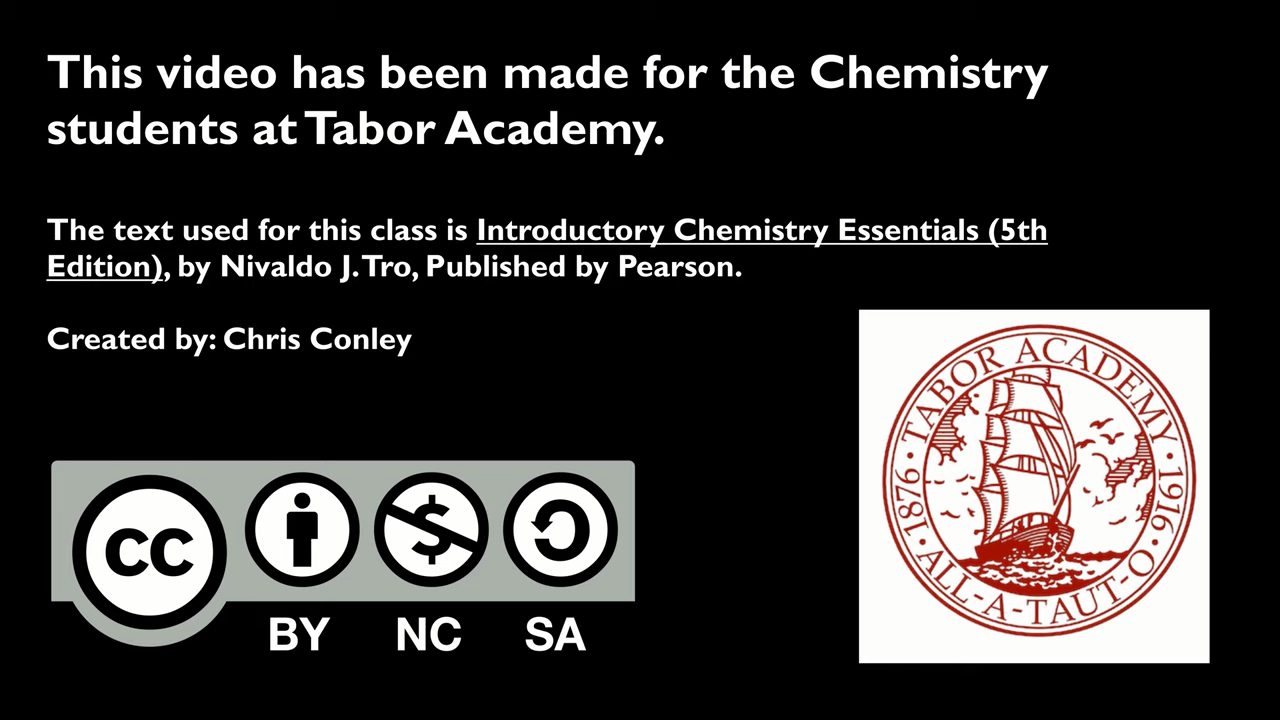 This video has been made for the Chemistry
students at Tabor Academy.
The text used for this class is Introductory Chemistry Essentials (5th
Edition), by Nivaldo J. Tro, Published by Pearson.
Created by: Chris Conley
CC
BY NC SA
TABOR ACADEMY
1876 · ALL-A-TAUT-O · 1916